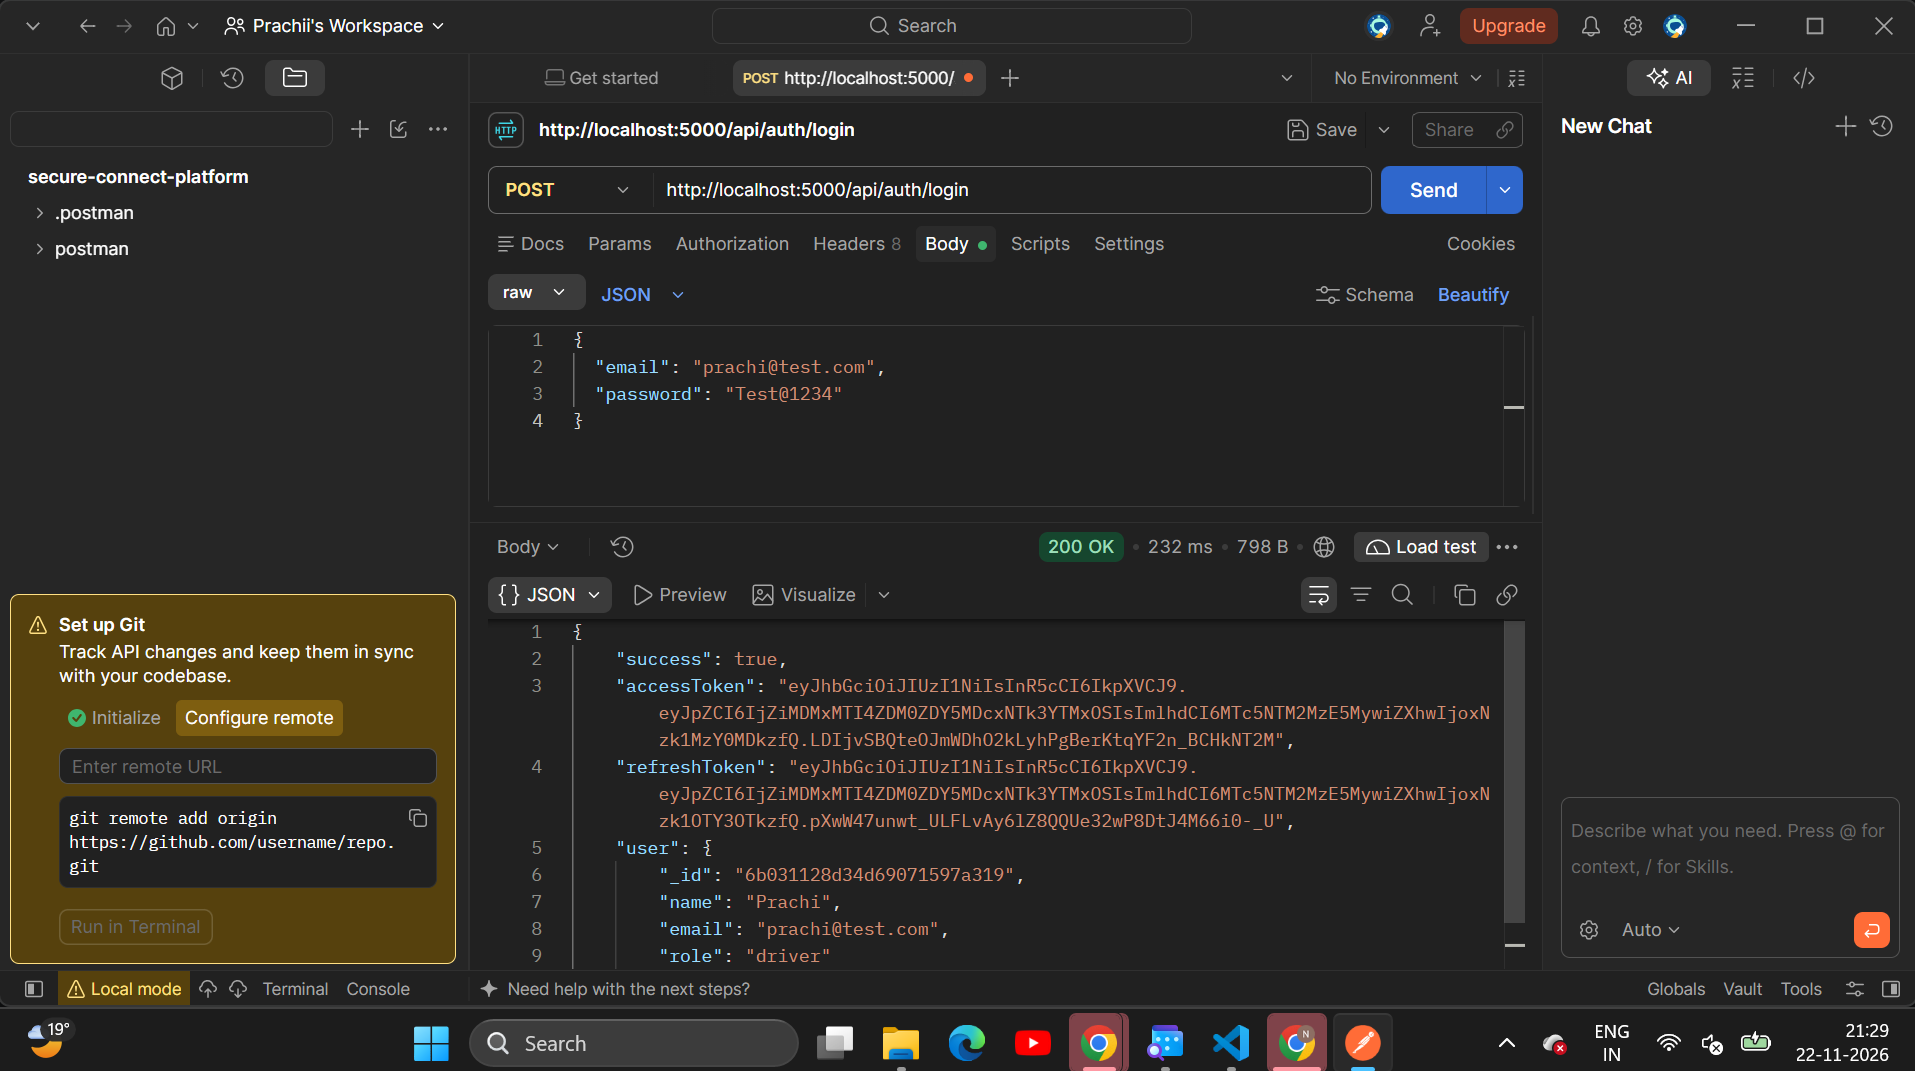 Prachii's Workspace
Search
Upgrade
Get started
POST http://localhost:5000/
No Environment
AI
HTTP http://localhost:5000/api/auth/login
Save
Share
New Chat
secure-connect-platform
.postman
postman
POST
http://localhost:5000/api/auth/login
Send
Docs
Params
Authorization
Headers 8
Body
Scripts
Settings
Cookies
raw
JSON
Schema
Beautify
1 {
2 "email": "prachi@test.com",
3 "password": "Test@1234"
4 }
Body
200 OK • 232 ms • 798 B
Load test
{} JSON
Preview
Visualize
1 {
2 "success": true,
3 "accessToken": "eyJhbGciOiJIUzI1NiIsInR5cCI6IkpXVCJ9.
eyJpZCI6IjZiMDMxMTI4ZDM0ZDY5MDcxNTk3YTMxOSIsImlhdCI6MTc5NTM2MzE5MywiZXhwIjoxN
zk1MzY0MDkzfQ.LDIjvSBQteOJmWDhO2kLyhPgBerKtqYF2n_BCHkNT2M",
4 "refreshToken": "eyJhbGciOiJIUzI1NiIsInR5cCI6IkpXVCJ9.
eyJpZCI6IjZiMDMxMTI4ZDM0ZDY5MDcxNTk3YTMxOSIsImlhdCI6MTc5NTM2MzE5MywiZXhwIjoxN
zk1OTY3OTkzfQ.pXwW47unwt_ULFLvAy6lZ8QQUe32wP8DtJ4M66i0-_U",
5 "user": {
6 "_id": "6b031128d34d69071597a319",
7 "name": "Prachi",
8 "email": "prachi@test.com",
9 "role": "driver"
Set up Git
Track API changes and keep them in sync
with your codebase.
Initialize
Configure remote
Enter remote URL
git remote add origin
https://github.com/username/repo.
git
Run in Terminal
Describe what you need. Press @ for
context, / for Skills.
Auto
Local mode
Terminal
Console
Need help with the next steps?
Globals
Vault
Tools
19°
Search
N
ENG
IN
21:29
22-11-2026